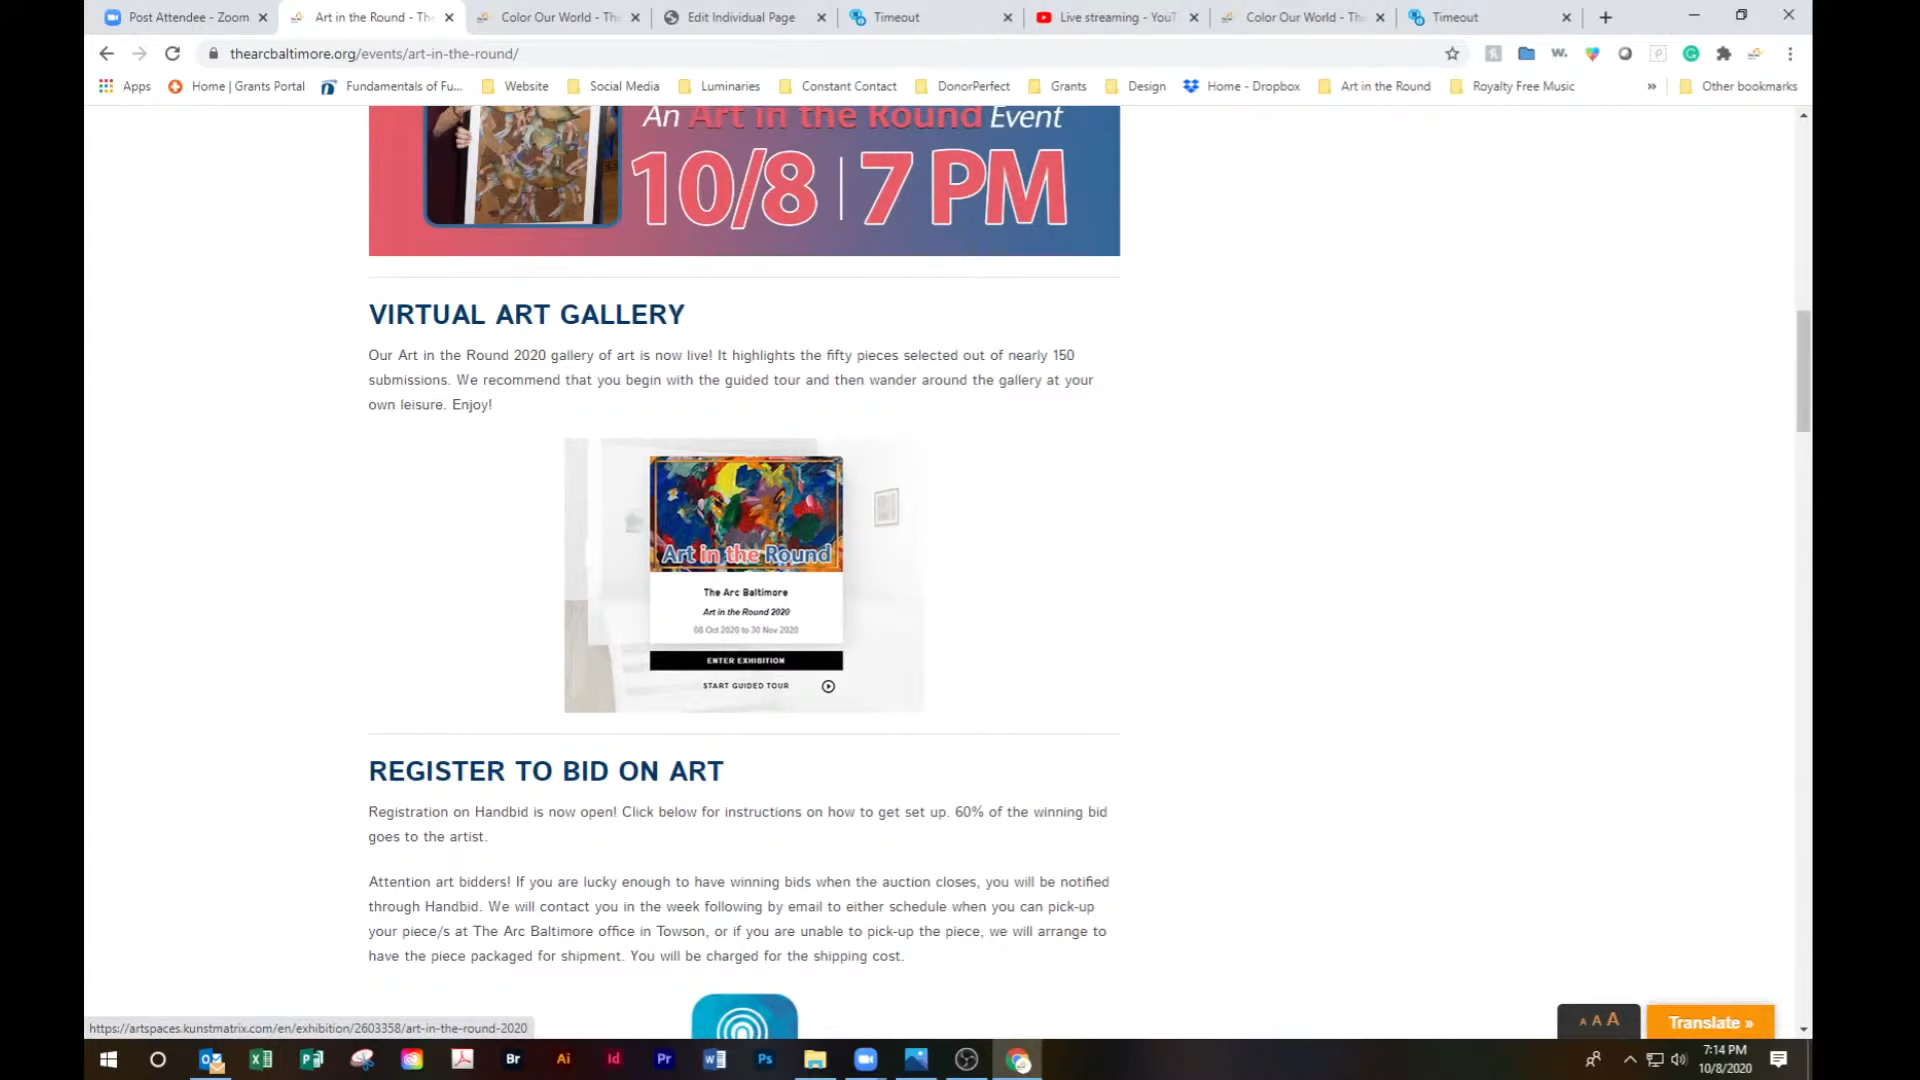 Post Attendee - Zoom
Art in the Round - The
Color Our World - The
Edit Individual Page
Timeout
Live streaming - YouT
Color Our World - The
Timeout
thearcbaltimore.org/events/art-in-the-round/
Apps
Home | Grants Portal
Fundamentals of Fu...
Website
Social Media
Luminaries
Constant Contact
DonorPerfect
Grants
Design
Home - Dropbox
Art in the Round
Royalty Free Music
»
Other bookmarks
An Art in the Round Event
10/8 | 7 PM
VIRTUAL ART GALLERY
Our Art in the Round 2020 gallery of art is now live! It highlights the fifty pieces selected out of nearly 150
submissions. We recommend that you begin with the guided tour and then wander around the gallery at your
own leisure. Enjoy!
Art in the Round
The Arc Baltimore
Art in the Round 2020
08 Oct 2020 to 30 Nov 2020
ENTER EXHIBITION
START GUIDED TOUR
REGISTER TO BID ON ART
Registration on Handbid is now open! Click below for instructions on how to get set up. 60% of the winning bid
goes to the artist.
Attention art bidders! If you are lucky enough to have winning bids when the auction closes, you will be notified
through Handbid. We will contact you in the week following by email to either schedule when you can pick-up
your piece/s at The Arc Baltimore office in Towson, or if you are unable to pick-up the piece, we will arrange to
have the piece packaged for shipment. You will be charged for the shipping cost.
A A A
Translate »
https://artspaces.kunstmatrix.com/en/exhibition/2603358/art-in-the-round-2020
Br
Ai
Id
Pr
Ps
7:14 PM
10/8/2020